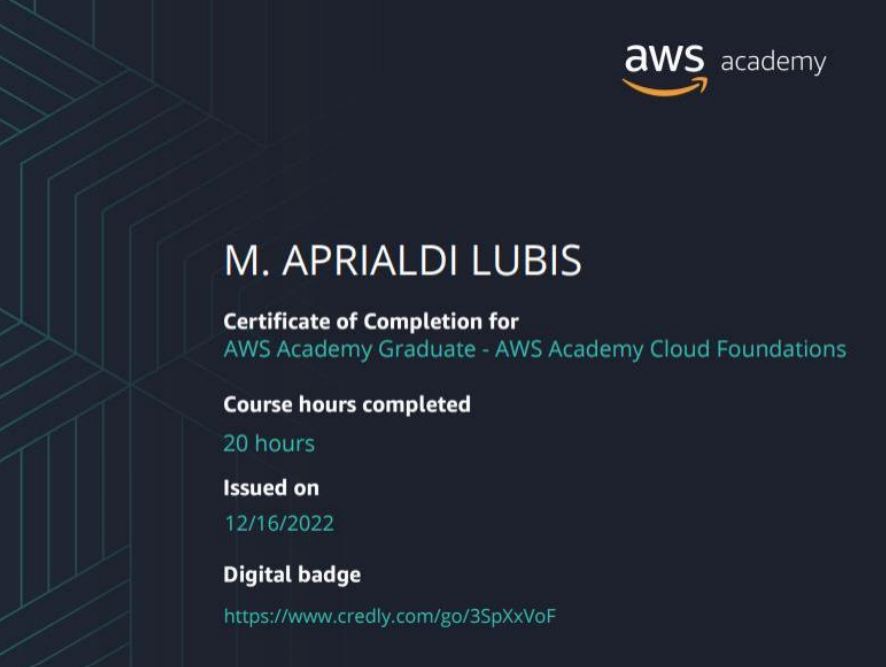 aws academy
M. APRIALDI LUBIS
Certificate of Completion for
AWS Academy Graduate - AWS Academy Cloud Foundations
Course hours completed
20 hours
Issued on
12/16/2022
Digital badge
https://www.credly.com/go/3SpXxVoF